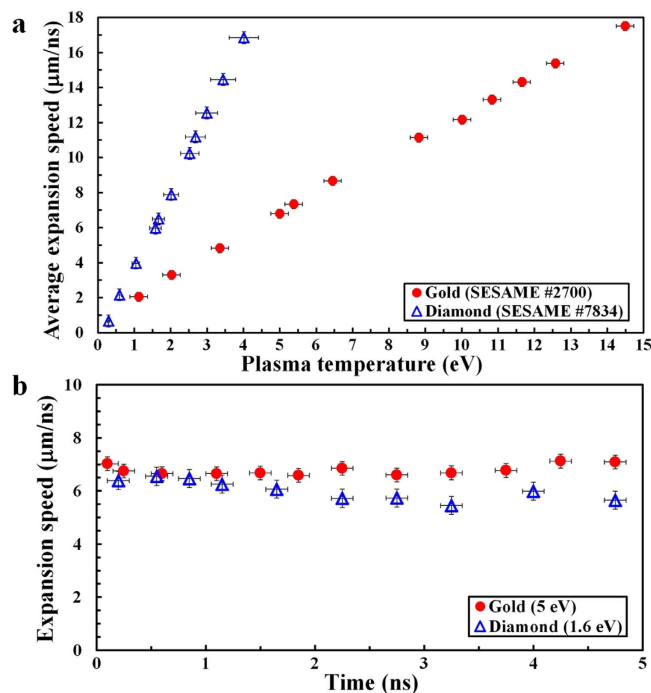 a
Average expansion speed (μm/ns)
18
16
14
12
10
8
6
4
2
0
0 1 2 3 4 5 6 7 8 9 10 11 12 13 14 15
Plasma temperature (eV)
Gold (SESAME #2700)
Diamond (SESAME #7834)
b
Expansion speed (μm/ns)
10
8
6
4
2
0
0 1 2 3 4 5
Time (ns)
Gold (5 eV)
Diamond (1.6 eV)